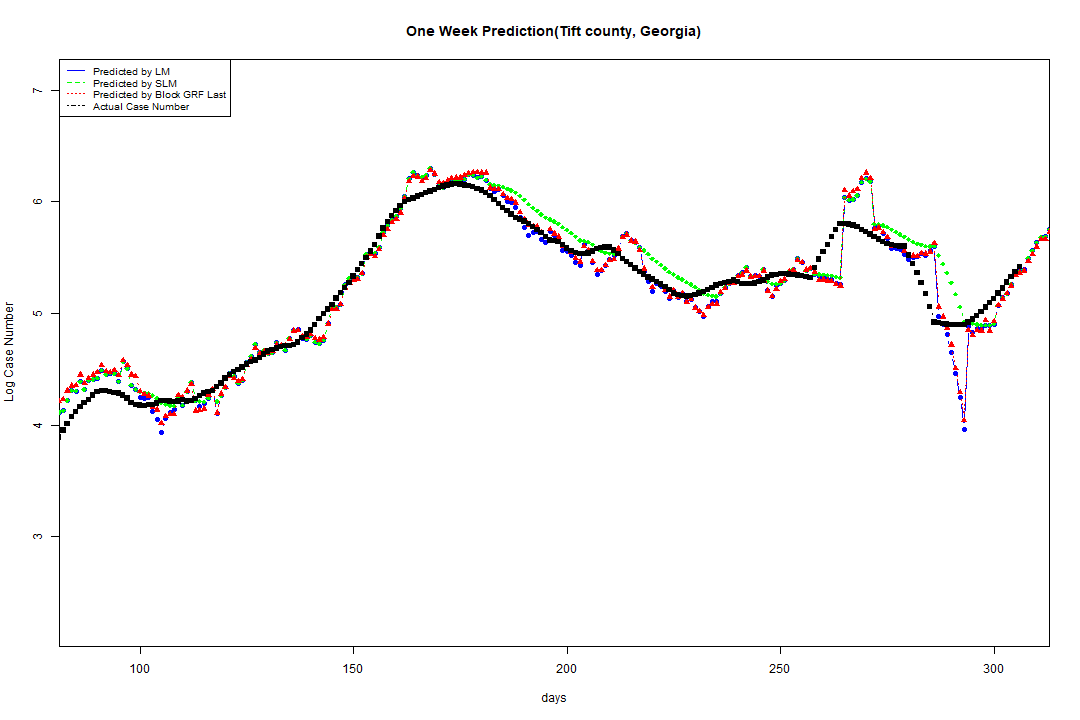 One Week Prediction(Tift county, Georgia)
Predicted by LM
Predicted by SLM
Predicted by Block GRF Last
Actual Case Number
7
6
5
4
3
Log Case Number
100 150 200 250 300
days